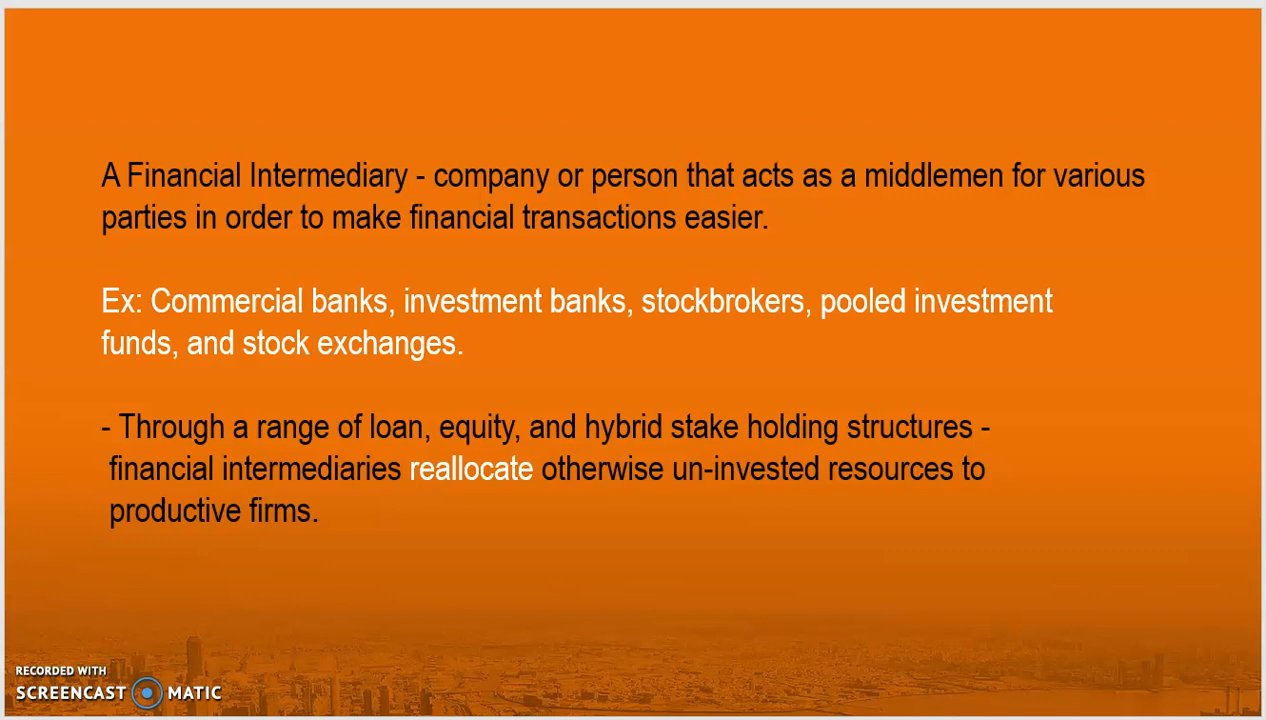 A Financial Intermediary - company or person that acts as a middlemen for various
parties in order to make financial transactions easier.
Ex: Commercial banks, investment banks, stockbrokers, pooled investment
funds, and stock exchanges.
- Through a range of loan, equity, and hybrid stake holding structures -
financial intermediaries reallocate otherwise un-invested resources to
productive firms.
RECORDED WITH
SCREENCAST MATIC